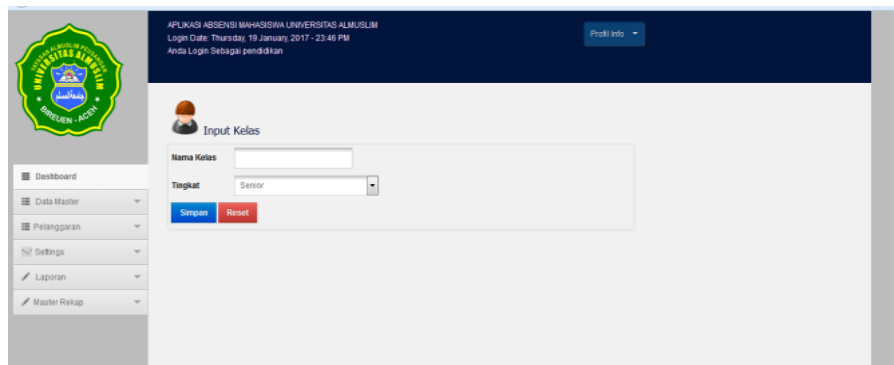 APLIKASI ABSENSI MAHASISWA UNIVERSITAS ALMUSLIM
Login Date: Thursday, 19 January, 2017 - 23:46 PM
Anda Login Sebagai pendidikan
Profil Info
UNIVERSITAS ALMUSLIM
BIREUEN - ACEH
Input Kelas
Nama Kelas
Tingkat
Senior
Simpan
Reset
Dashboard
Data Master
Pelanggaran
Settings
Laporan
Master Rekap